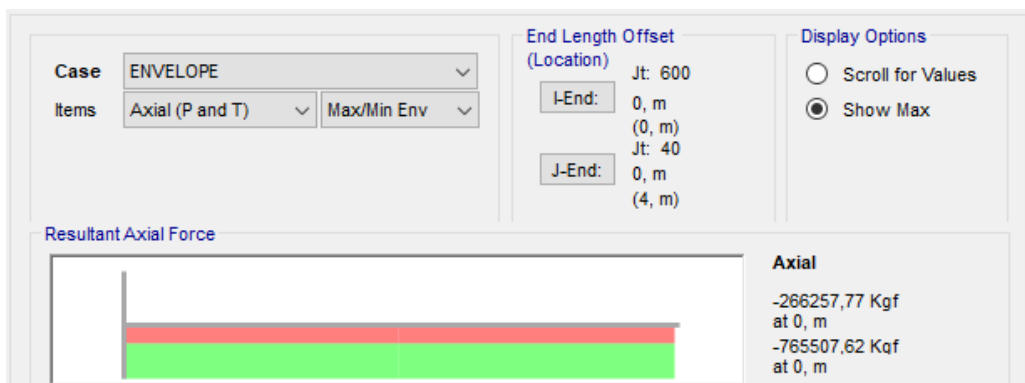 Case ENVELOPE
Items Axial (P and T) Max/Min Env
End Length Offset
(Location)
Jt: 600
I-End: 0, m
(0, m)
Jt: 40
J-End: 0, m
(4, m)
Display Options
Scroll for Values
Show Max
Resultant Axial Force
Axial
-266257,77 Kgf
at 0, m
-765507,62 Kgf
at 0, m